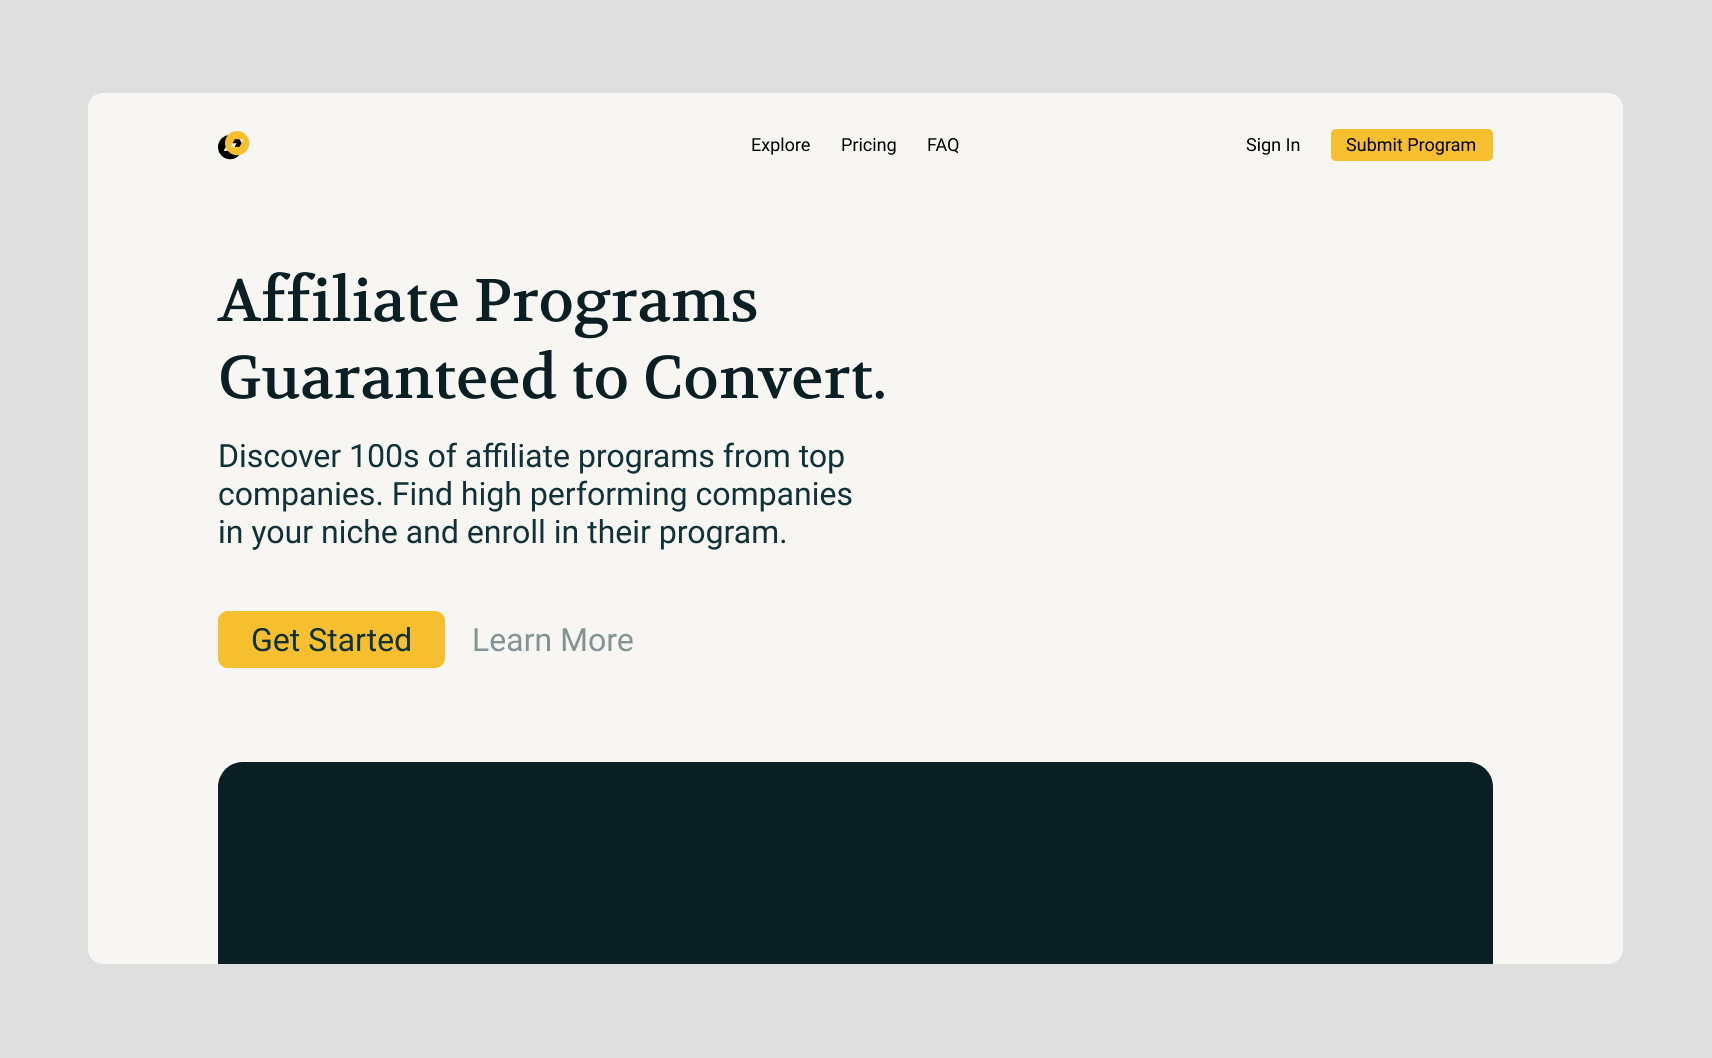 Explore Pricing FAQ Sign In Submit Program
Affiliate Programs
Guaranteed to Convert.
Discover 100s of affiliate programs from top
companies. Find high performing companies
in your niche and enroll in their program.
Get Started Learn More